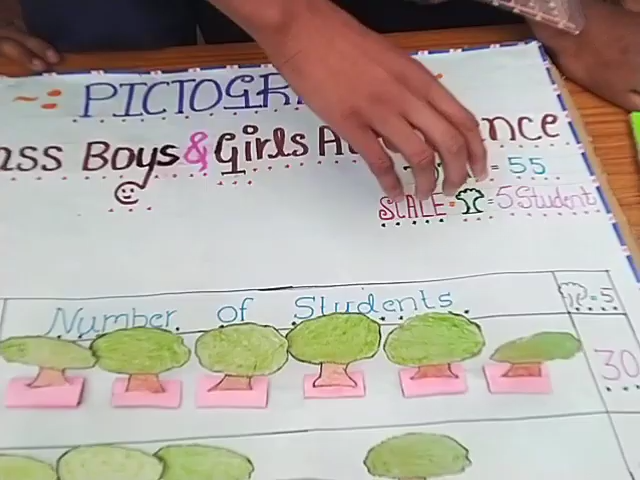 ~: PICTOGR
ass Boys & Girls A nce
= 55
SCALE = 5 Student
Number of Students
= 5
30